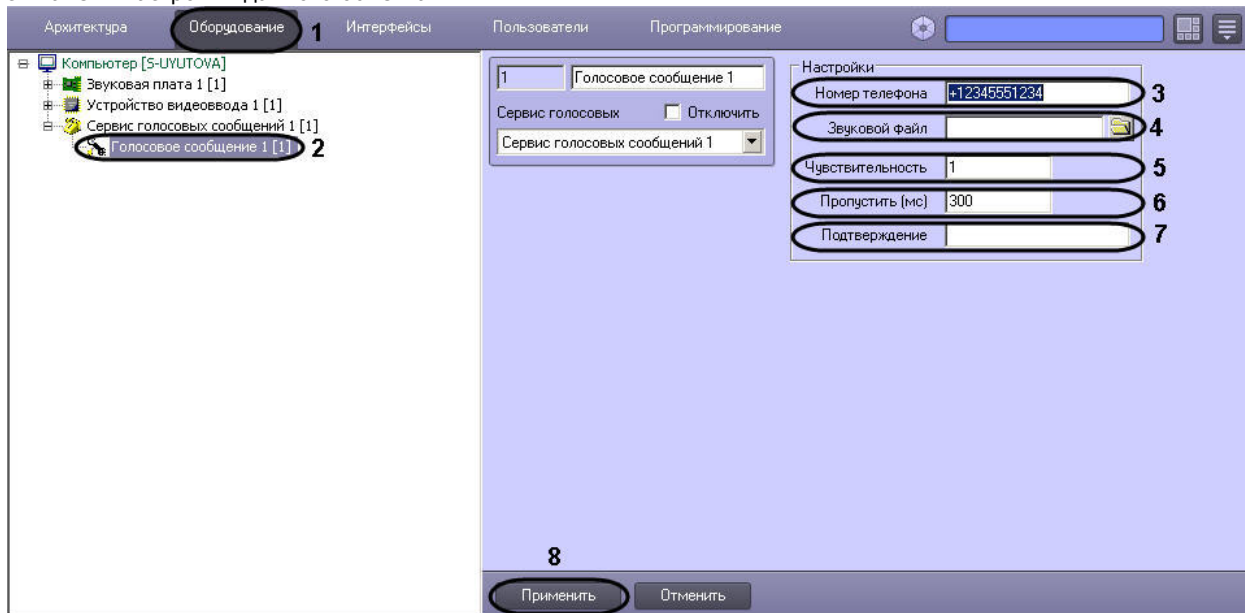 Архитектура Оборудование 1 Интерфейсы Пользователи Программирование
Компьютер [S-UYUTOVA]
Звуковая плата 1 [1]
Устройство видеоввода 1 [1]
Сервис голосовых сообщений 1 [1]
Голосовое сообщение 1 [1] 2
1 Голосовое сообщение 1
Сервис голосовых Отключить
Сервис голосовых сообщений 1
Настройки
Номер телефона +12345551234 3
Звуковой файл 4
Чувствительность 1 5
Пропустить (мс) 300 6
Подтверждение 7
8
Применить Отменить